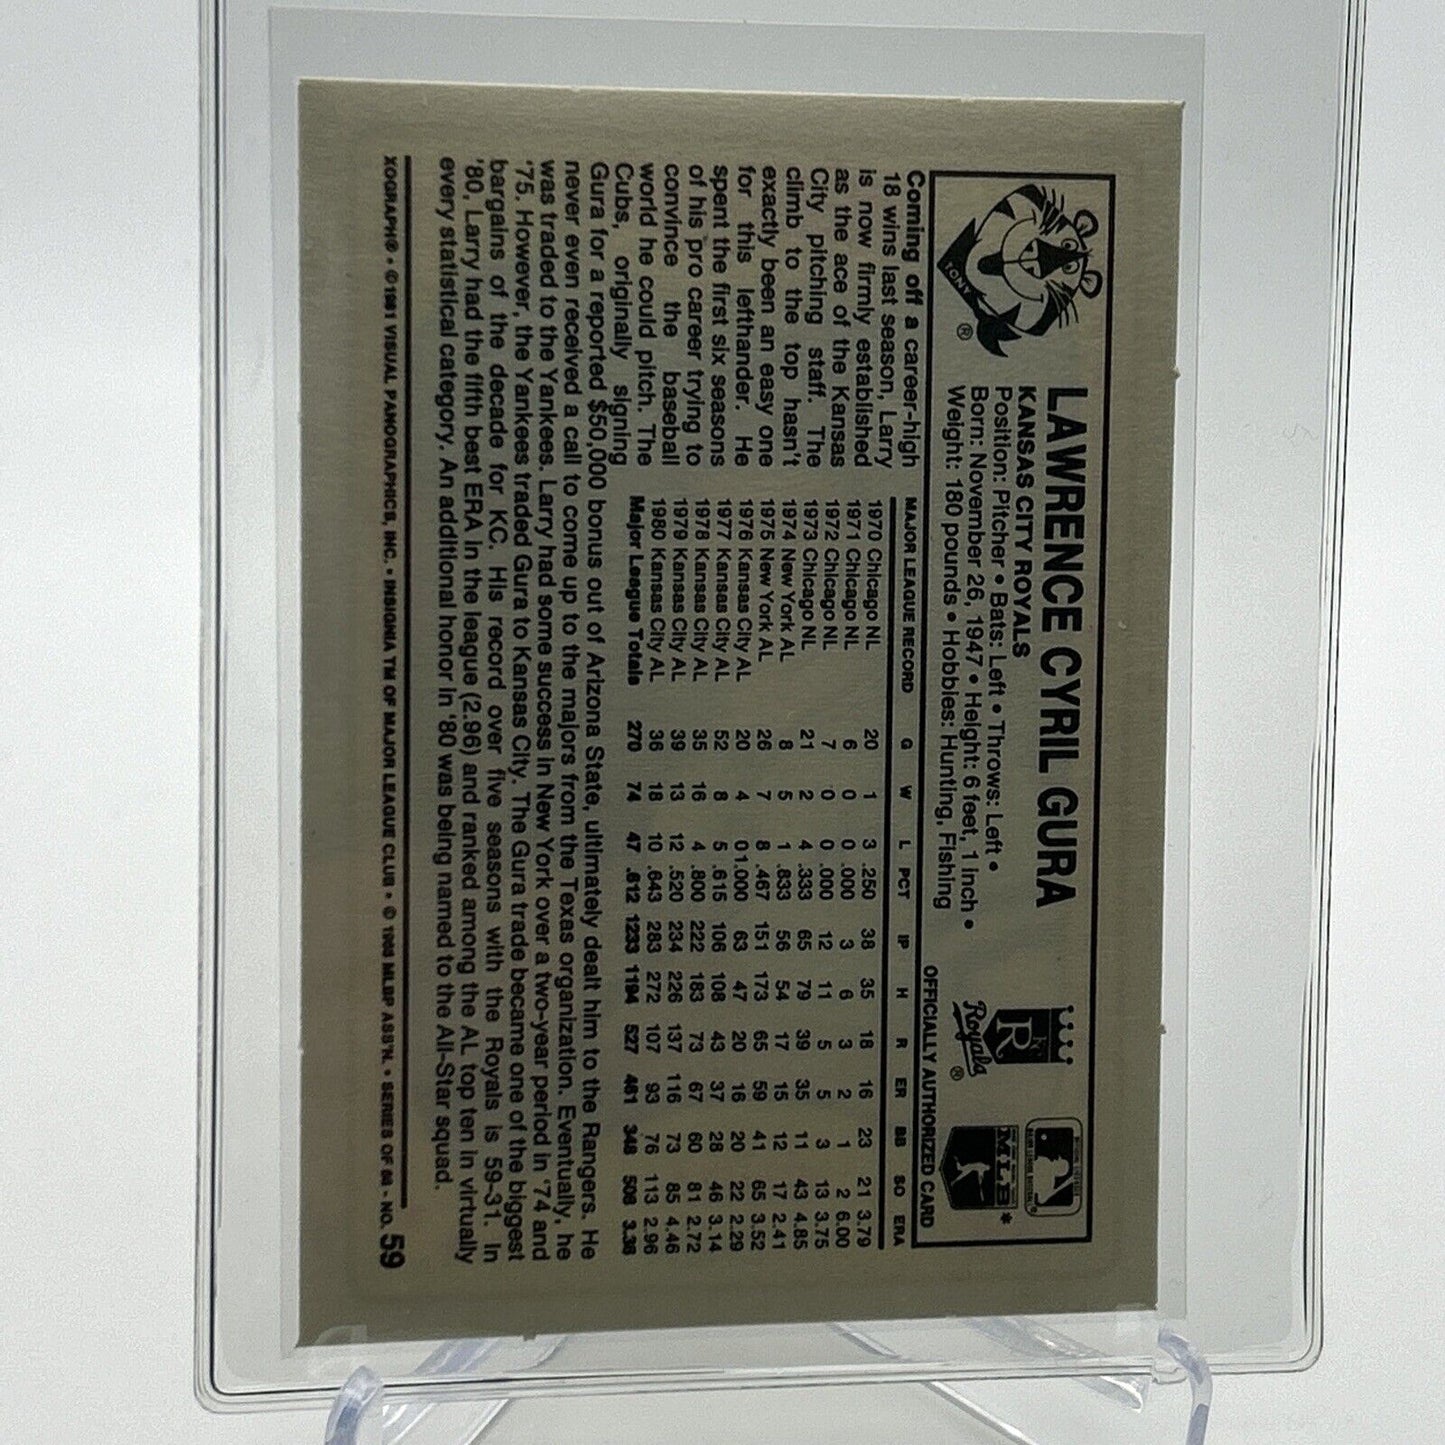 TONY
®
LAWRENCE CYRIL GURA
KANSAS CITY ROYALS
Position: Pitcher • Bats: Left • Throws: Left •
Born: November 26, 1947 • Height: 6 feet, 1 inch •
Weight: 180 pounds • Hobbies: Hunting, Fishing
Royals
®
MLB
*
OFFICIALLY AUTHORIZED CARD
Coming off a career-high
18 wins last season, Larry
is now firmly established
as the ace of the Kansas
City pitching staff. The
climb to the top hasn't
exactly been an easy one
for this lefthander. He
spent the first six seasons
of his pro career trying to
convince the baseball
world he could pitch. The
Cubs, originally signing
MAJOR LEAGUE RECORD G W L PCT IP H R ER BB SO ERA
1970 Chicago NL 20 1 3 .250 38 35 18 16 23 21 3.79
1971 Chicago NL 6 0 0 .000 3 6 3 2 1 2 6.00
1972 Chicago NL 7 0 0 .000 12 11 5 5 3 13 3.75
1973 Chicago NL 21 2 4 .333 65 79 39 35 11 43 4.85
1974 New York AL 8 5 1 .833 56 54 17 15 12 17 2.41
1975 New York AL 26 7 8 .467 151 173 65 59 41 65 3.52
1976 Kansas City AL 20 4 0 1.000 63 47 20 16 20 22 2.29
1977 Kansas City AL 52 8 5 .615 106 108 43 37 28 46 3.14
1978 Kansas City AL 35 16 4 .800 222 183 73 67 60 81 2.72
1979 Kansas City AL 39 13 12 .520 234 226 137 116 73 85 4.46
1980 Kansas City AL 36 18 10 .643 283 272 107 93 76 113 2.96
Major League Totals 270 74 47 .612 1233 1194 527 461 348 508 3.36
Gura for a reported $50,000 bonus out of Arizona State, ultimately dealt him to the Rangers. He
never even received a call to come up to the majors from the Texas organization. Eventually, he
was traded to the Yankees. Larry had some success in New York over a two-year period in '74 and
'75. However, the Yankees traded Gura to Kansas City. The Gura trade became one of the biggest
bargains of the decade for KC. His record over five seasons with the Royals is 59-31. In
'80, Larry had the fifth best ERA in the league (2.96) and ranked among the AL top ten in virtually
every statistical category. An additional honor in '80 was being named to the All-Star squad.
XOGRAPH® • © 1981 VISUAL PANOGRAPHICS, INC. • INSIGNIA TM OF MAJOR LEAGUE CLUB • © 1983 MLBP ASS'N. • SERIES OF 66 - NO. 59